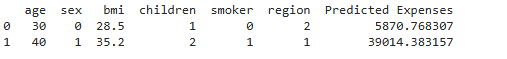 age sex bmi children smoker region Predicted Expenses
0 30 0 28.5 1 0 2 5870.768307
1 40 1 35.2 2 1 1 39014.383157